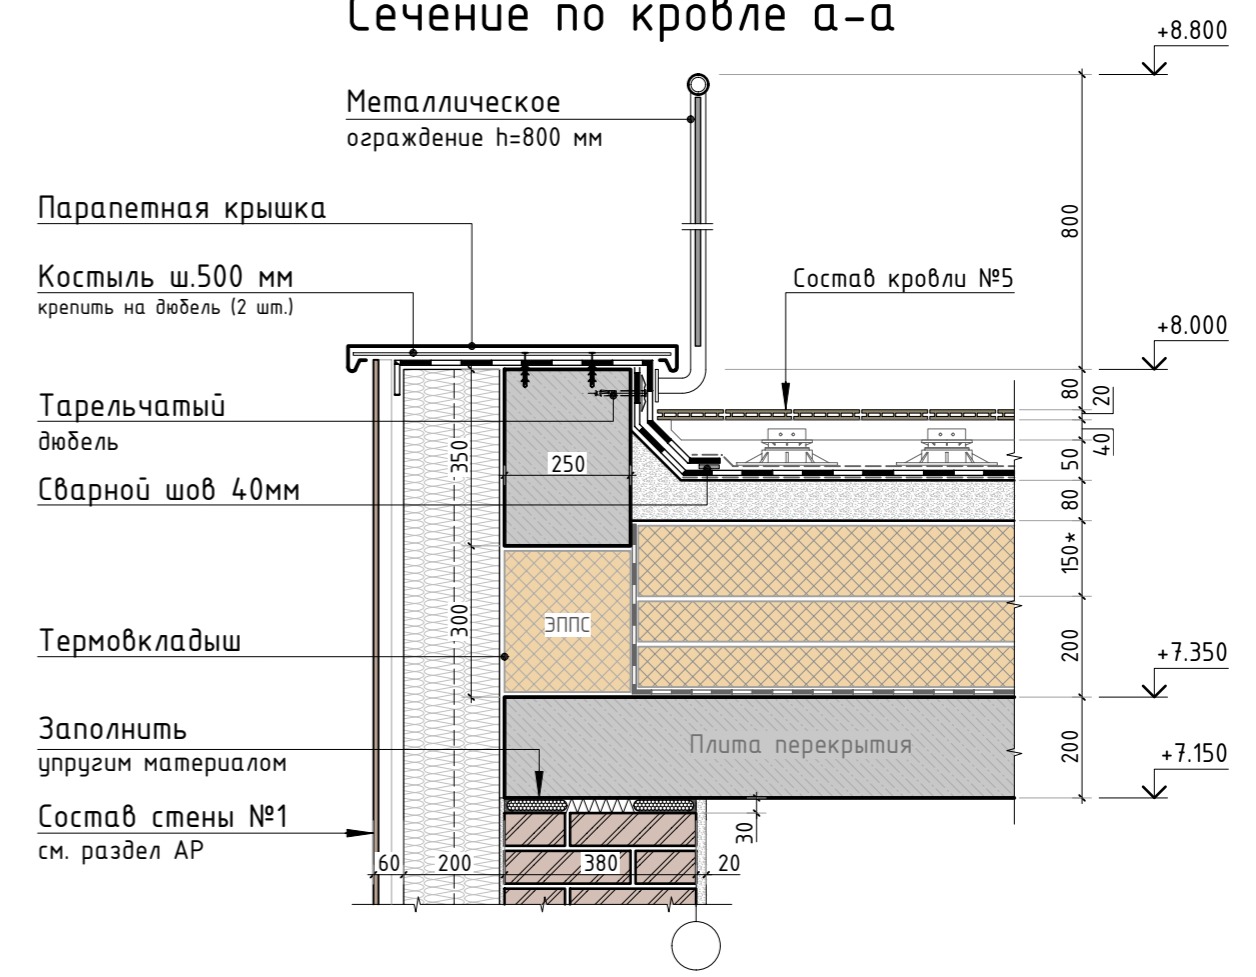 Сечение по кровле а-а
+8.800
Металлическое
ограждение h=800 мм
Парапетная крышка
800
Костыль ш.500 мм
крепить на дюбель (2 шт.)
Состав кровли №5
+8.000
Тарельчатый
дюбель
80
20
40
50
350
250
Сварной шов 40мм
80
150*
300
ЭППС
Термовкладыш
200
+7.350
Заполнить
упругим материалом
Плита перекрытия
200
+7.150
Состав стены №1
см. раздел АР
30
60
200
380
20